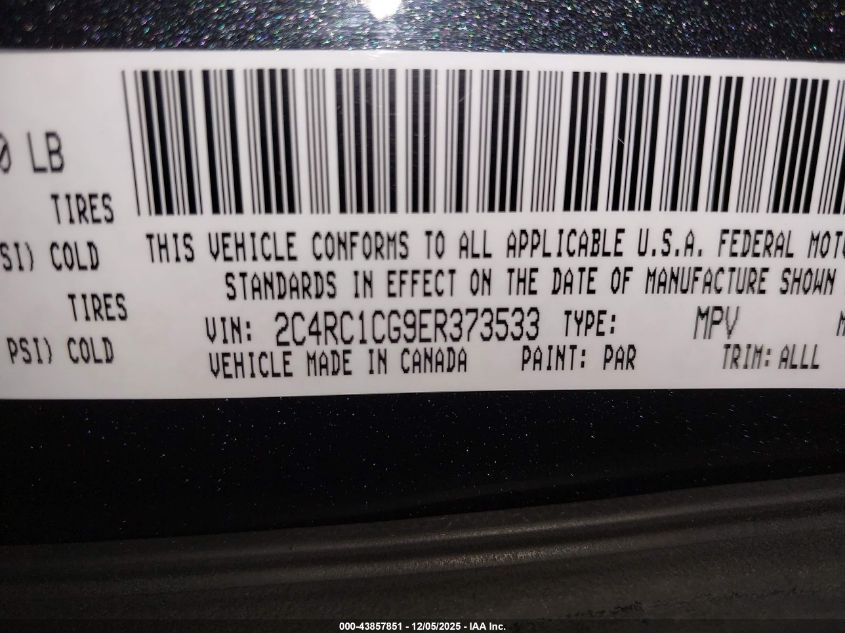 0 LB
TIRES
SI) COLD
TIRES
PSI) COLD
THIS VEHICLE CONFORMS TO ALL APPLICABLE U.S.A. FEDERAL MOTO
STANDARDS IN EFFECT ON THE DATE OF MANUFACTURE SHOWN
VIN: 2C4RC1CG9ER373533 TYPE: MPV M
VEHICLE MADE IN CANADA PAINT: PAR TRIM: ALLL
000-43857851 - 12/05/2025 - IAA Inc.